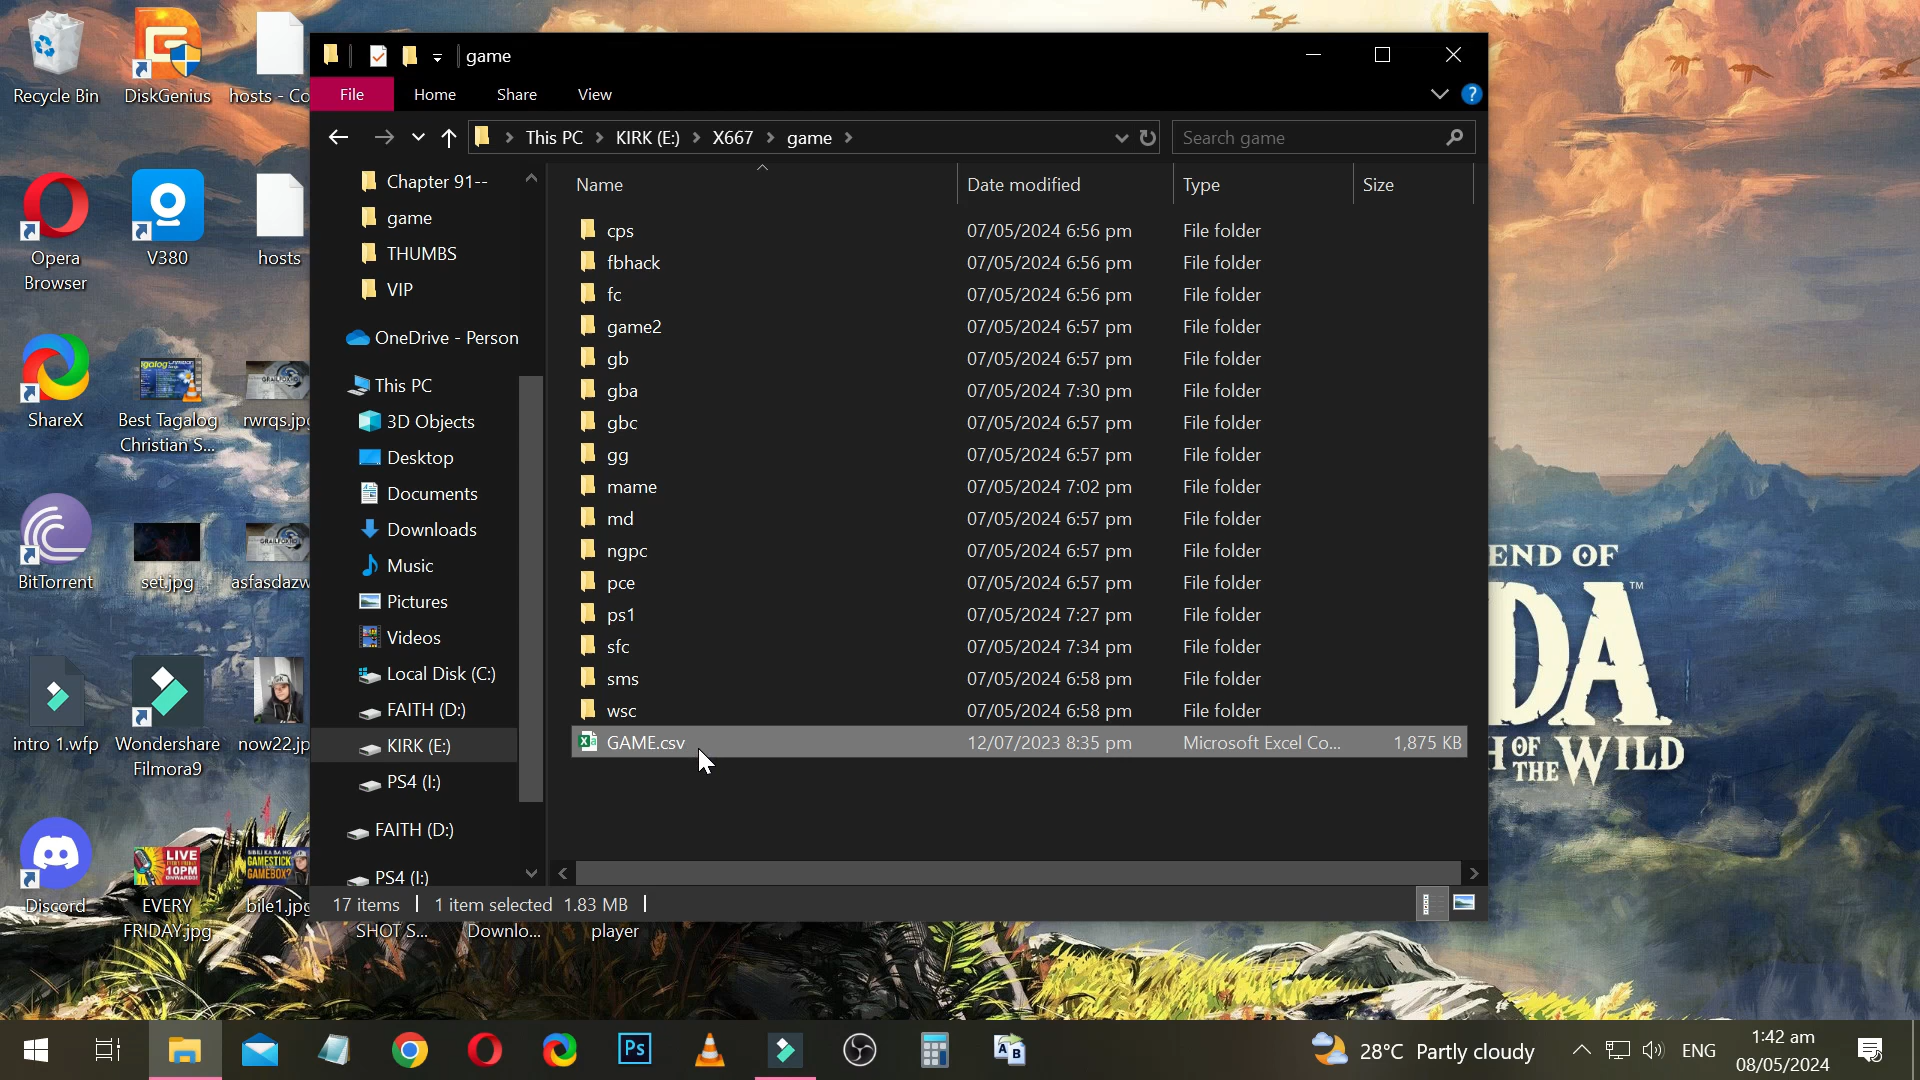 game
File Home Share View
This PC KIRK (E:) X667 game
Search game
Name Date modified Type Size
cps 07/05/2024 6:56 pm File folder
fbhack 07/05/2024 6:56 pm File folder
fc 07/05/2024 6:56 pm File folder
game2 07/05/2024 6:57 pm File folder
gb 07/05/2024 6:57 pm File folder
gba 07/05/2024 7:30 pm File folder
gbc 07/05/2024 6:57 pm File folder
gg 07/05/2024 6:57 pm File folder
mame 07/05/2024 7:02 pm File folder
md 07/05/2024 6:57 pm File folder
ngpc 07/05/2024 6:57 pm File folder
pce 07/05/2024 6:57 pm File folder
ps1 07/05/2024 7:27 pm File folder
sfc 07/05/2024 7:34 pm File folder
sms 07/05/2024 6:58 pm File folder
wsc 07/05/2024 6:58 pm File folder
GAME.csv 12/07/2023 8:35 pm Microsoft Excel Co... 1,875 KB
Chapter 91--
game
THUMBS
VIP
OneDrive - Person
This PC
3D Objects
Desktop
Documents
Downloads
Music
Pictures
Videos
Local Disk (C:)
FAITH (D:)
KIRK (E:)
PS4 (I:)
FAITH (D:)
PS4 (I:)
17 items 1 item selected 1.83 MB
Recycle Bin
DiskGenius
hosts - Co
Opera
Browser
V380
hosts
ShareX
Best Tagalog
Christian S...
rwrqs.jpg
BitTorrent
set.jpg
asfasdazw
intro 1.wfp
Wondershare
Filmora9
now22.jp
Discord
LIVE
10PM
EVERY
FRIDAY.jpg
bile1.jpg
SHOT S...
Downlo...
player
END OF
DA™
H OF THE WILD
Ps
28°C Partly cloudy
ENG
1:42 am
08/05/2024